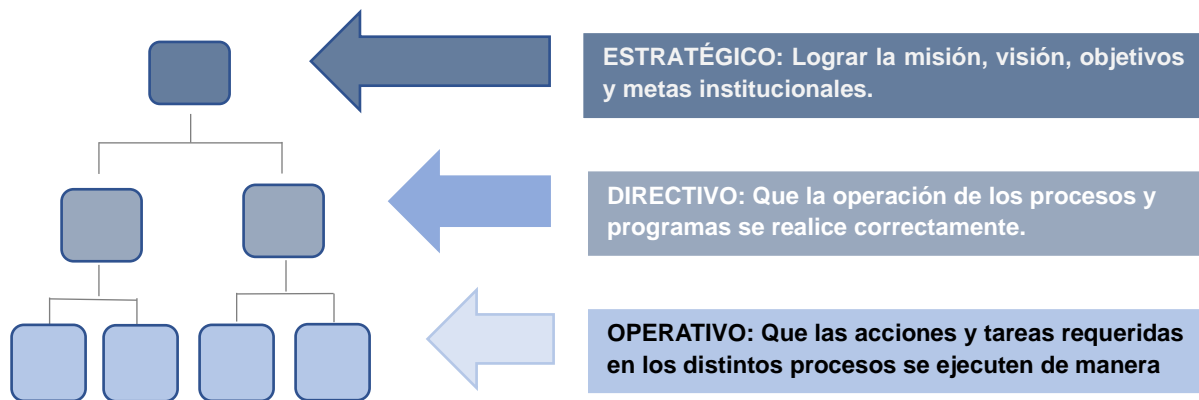 ESTRATÉGICO: Lograr la misión, visión, objetivos
y metas institucionales.
DIRECTIVO: Que la operación de los procesos y
programas se realice correctamente.
OPERATIVO: Que las acciones y tareas requeridas
en los distintos procesos se ejecuten de manera